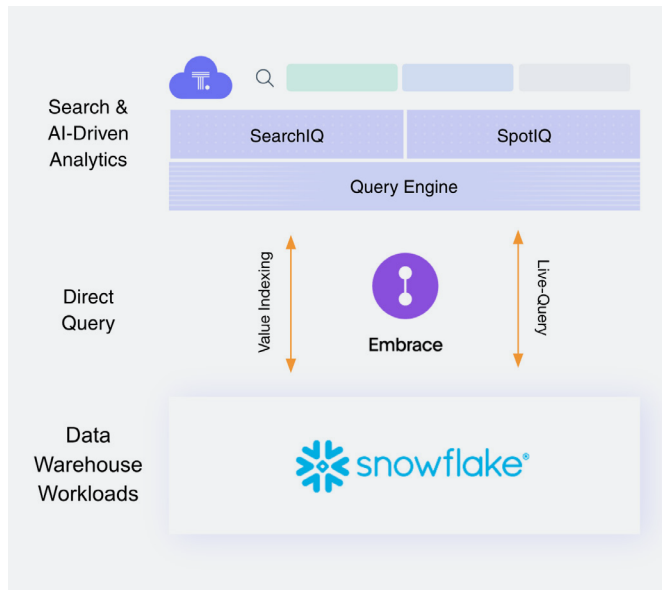 Search &
AI-Driven
Analytics
T.
SearchIQ
SpotIQ
Query Engine
Direct
Query
Value Indexing
Embrace
Live-Query
Data
Warehouse
Workloads
snowflake®